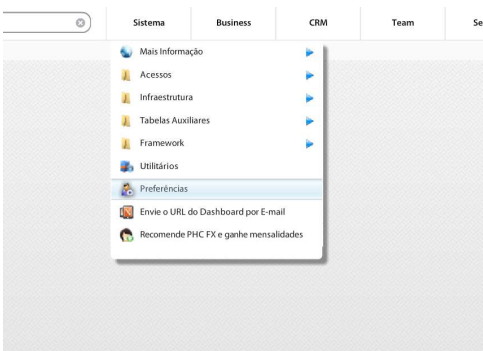 Sistema Business CRM Team Se
Mais Informação
Acessos
Infraestrutura
Tabelas Auxiliares
Framework
Utilitários
Preferências
Envie o URL do Dashboard por E-mail
Recomende PHC FX e ganhe mensalidades